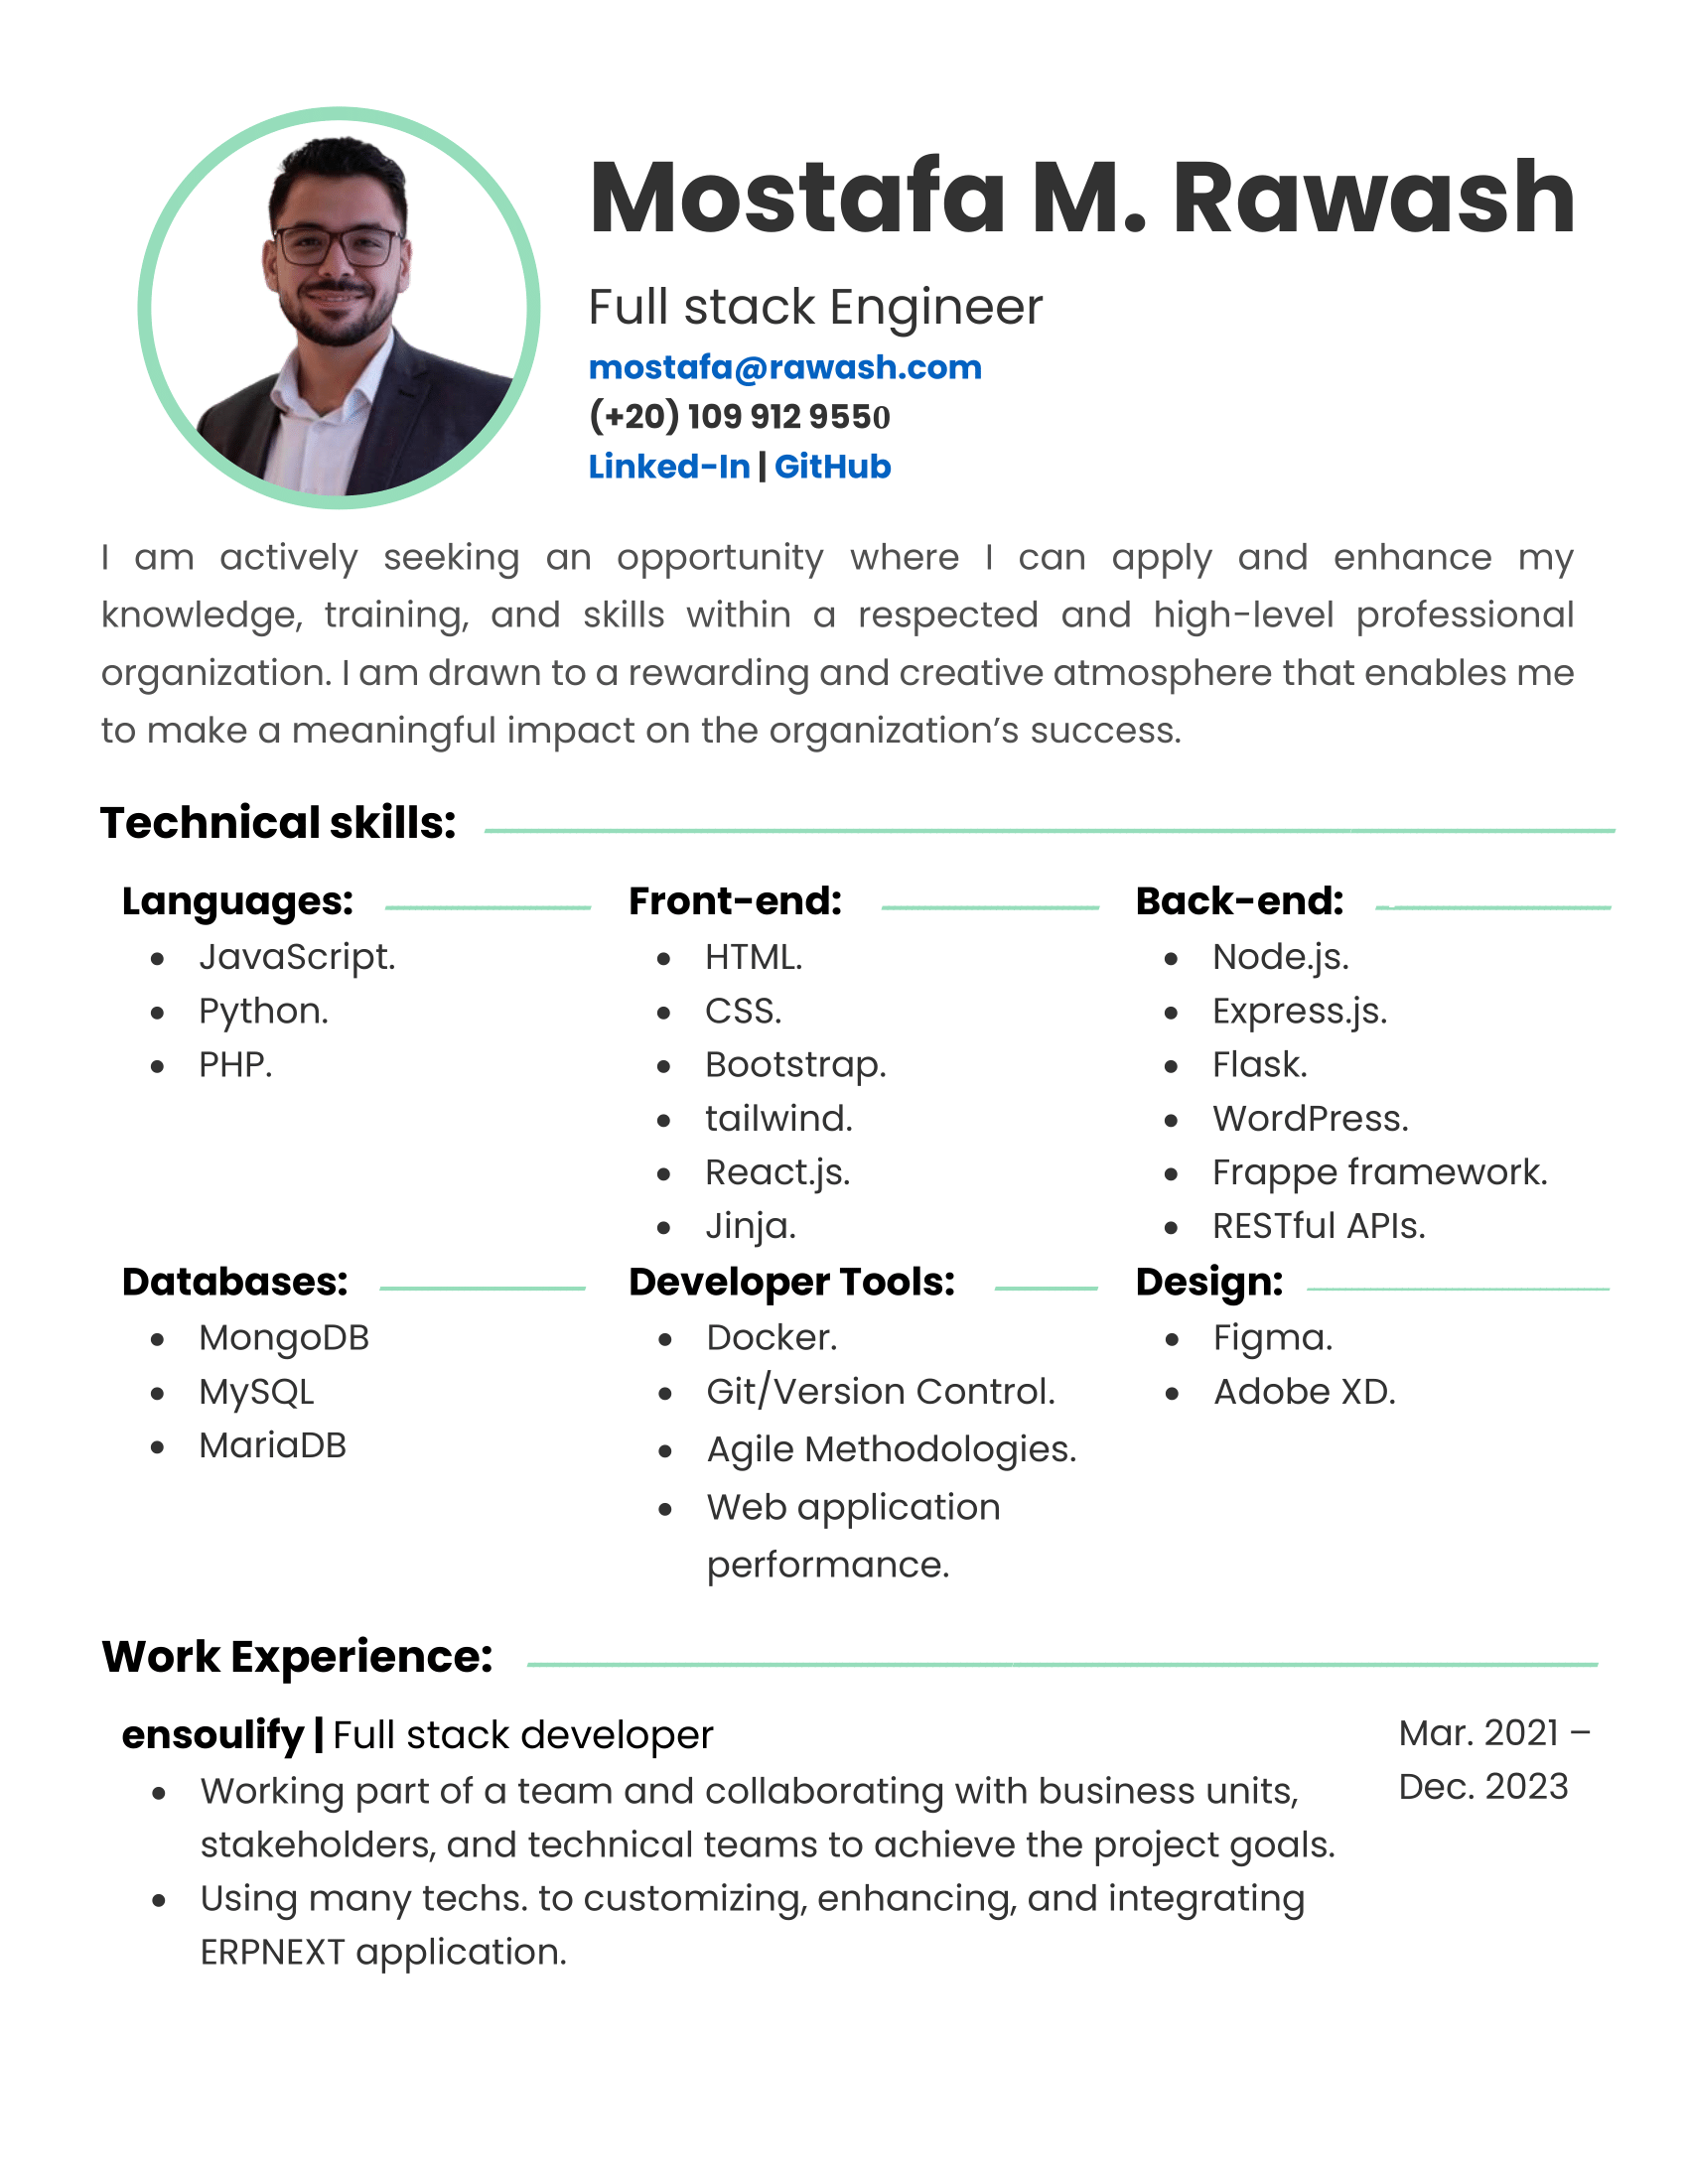 Mostafa M. Rawash
Full stack Engineer
mostafa@rawash.com
(+20) 109 912 9550
Linked-In | GitHub
I am actively seeking an opportunity where I can apply and enhance my
knowledge, training, and skills within a respected and high-level professional
organization. I am drawn to a rewarding and creative atmosphere that enables me
to make a meaningful impact on the organization’s success.
Technical skills:
Languages:
• JavaScript.
• Python.
• PHP.
Front-end:
• HTML.
• CSS.
• Bootstrap.
• tailwind.
• React.js.
• Jinja.
Back-end:
• Node.js.
• Express.js.
• Flask.
• WordPress.
• Frappe framework.
• RESTful APIs.
Databases:
• MongoDB
• MySQL
• MariaDB
Developer Tools:
• Docker.
• Git/Version Control.
• Agile Methodologies.
• Web application
performance.
Design:
• Figma.
• Adobe XD.
Work Experience:
ensoulify | Full stack developer
Mar. 2021 –
Dec. 2023
• Working part of a team and collaborating with business units,
stakeholders, and technical teams to achieve the project goals.
• Using many techs. to customizing, enhancing, and integrating
ERPNEXT application.